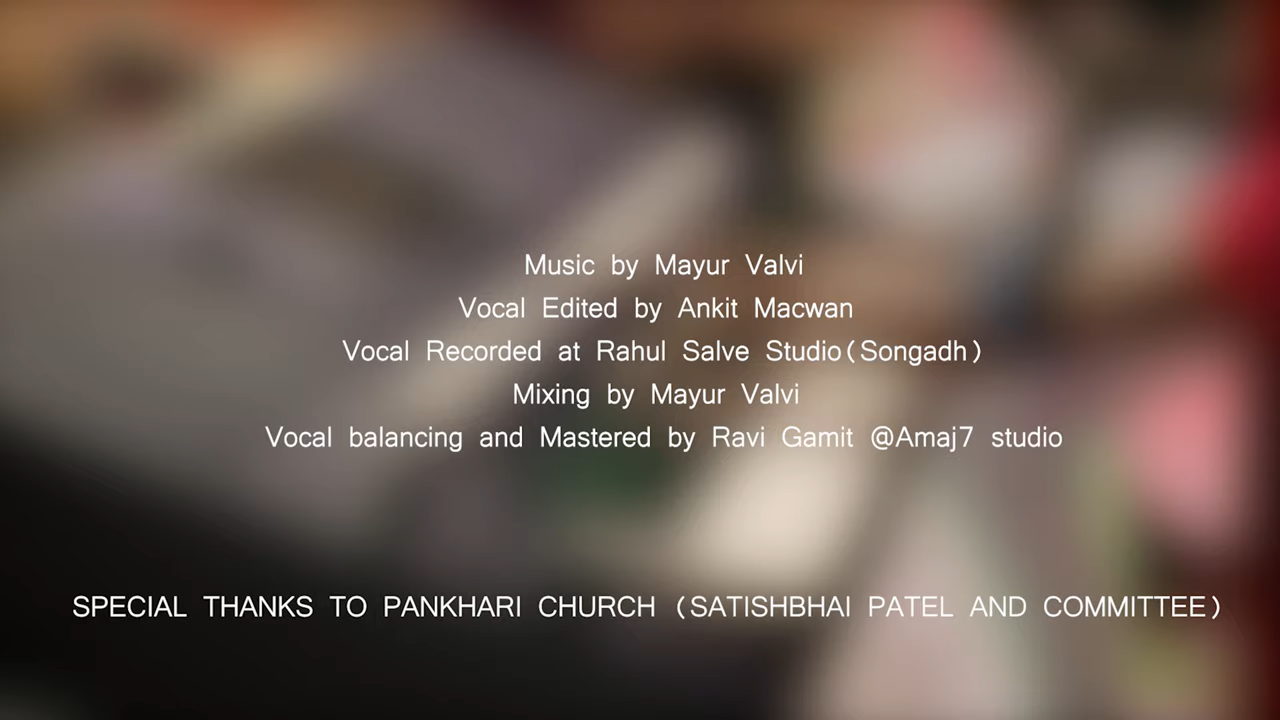 Music by Mayur Valvi
Vocal Edited by Ankit Macwan
Vocal Recorded at Rahul Salve Studio(Songadh)
Mixing by Mayur Valvi
Vocal balancing and Mastered by Ravi Gamit @Amaj7 studio
SPECIAL THANKS TO PANKHARI CHURCH (SATISHBHAI PATEL AND COMMITTEE)